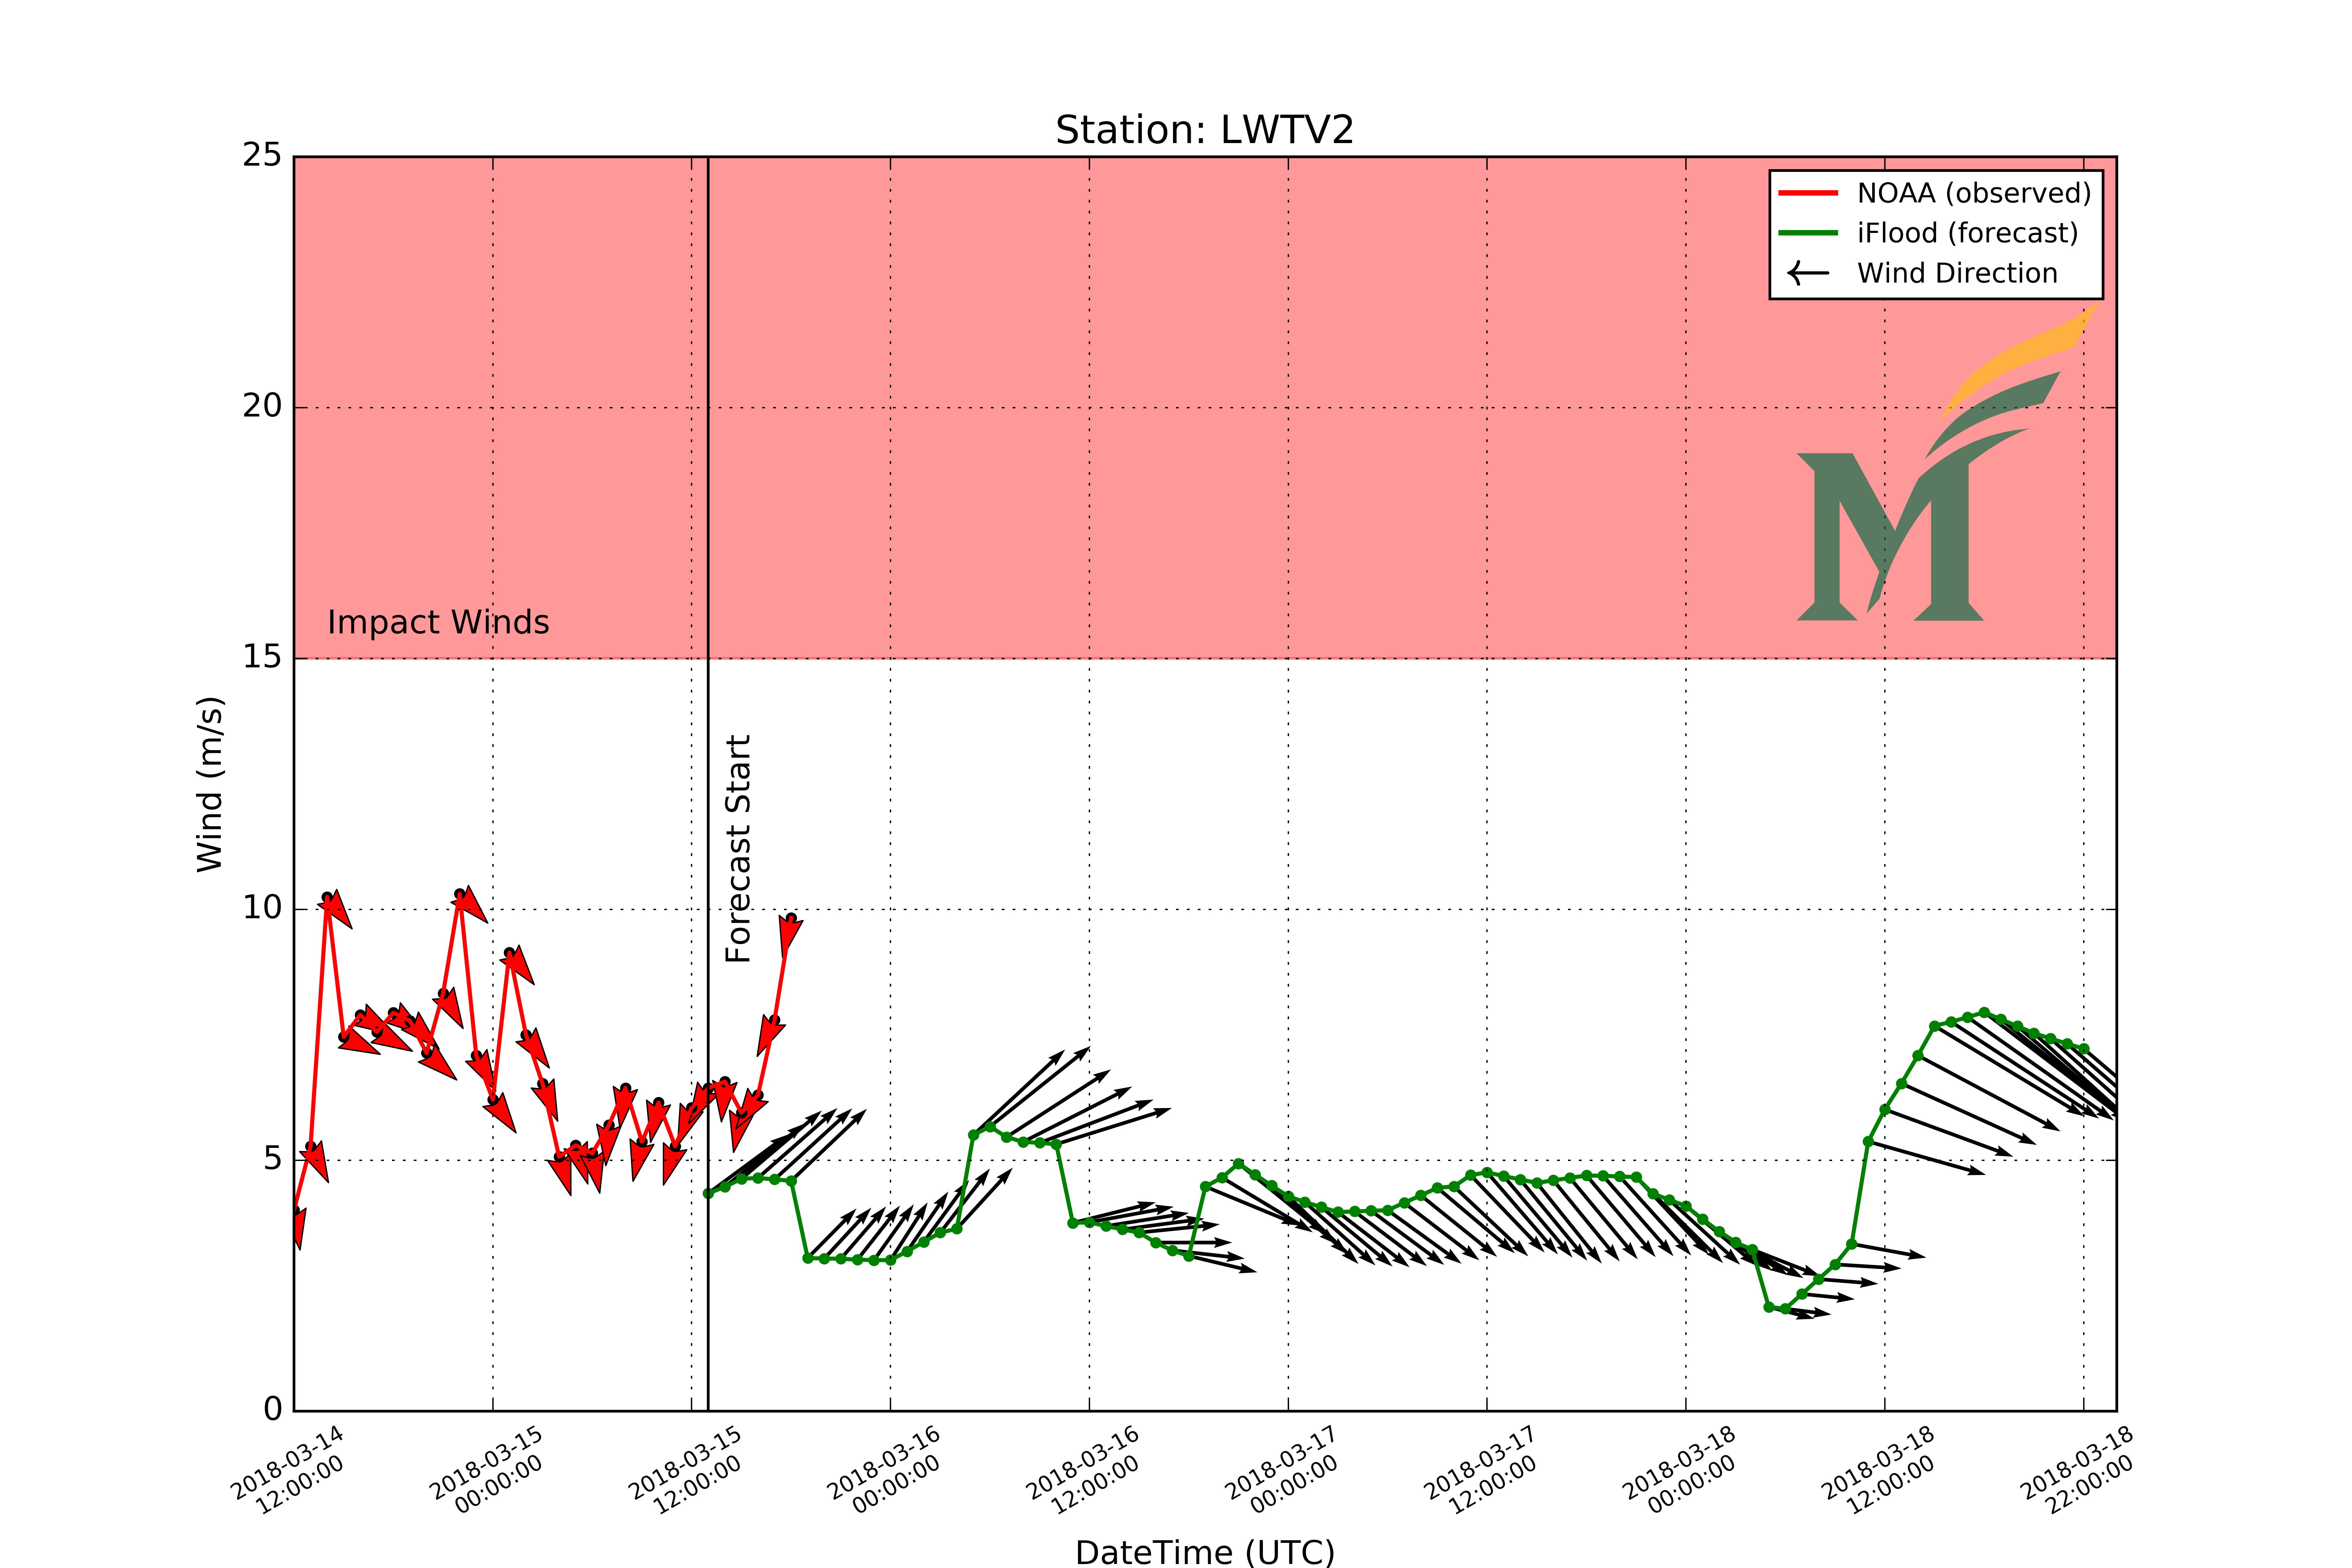 Station: LWTV2
25
20
15
10
5
0
Wind (m/s)
NOAA (observed)
iFlood (forecast)
Wind Direction
Impact Winds
Forecast Start
M
2018-03-14
12:00:00
2018-03-15
00:00:00
2018-03-15
12:00:00
2018-03-16
00:00:00
2018-03-16
12:00:00
2018-03-17
00:00:00
2018-03-17
12:00:00
2018-03-18
00:00:00
2018-03-18
12:00:00
2018-03-18
22:00:00
DateTime (UTC)